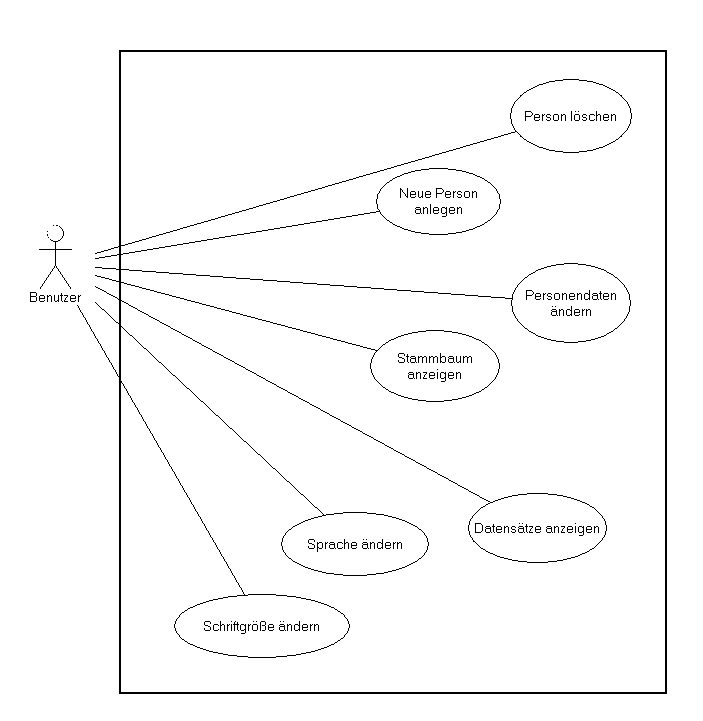 Person löschen
Neue Person
anlegen
Benutzer
Personendaten
ändern
Stammbaum
anzeigen
Datensätze anzeigen
Sprache ändern
Schriftgröße ändern